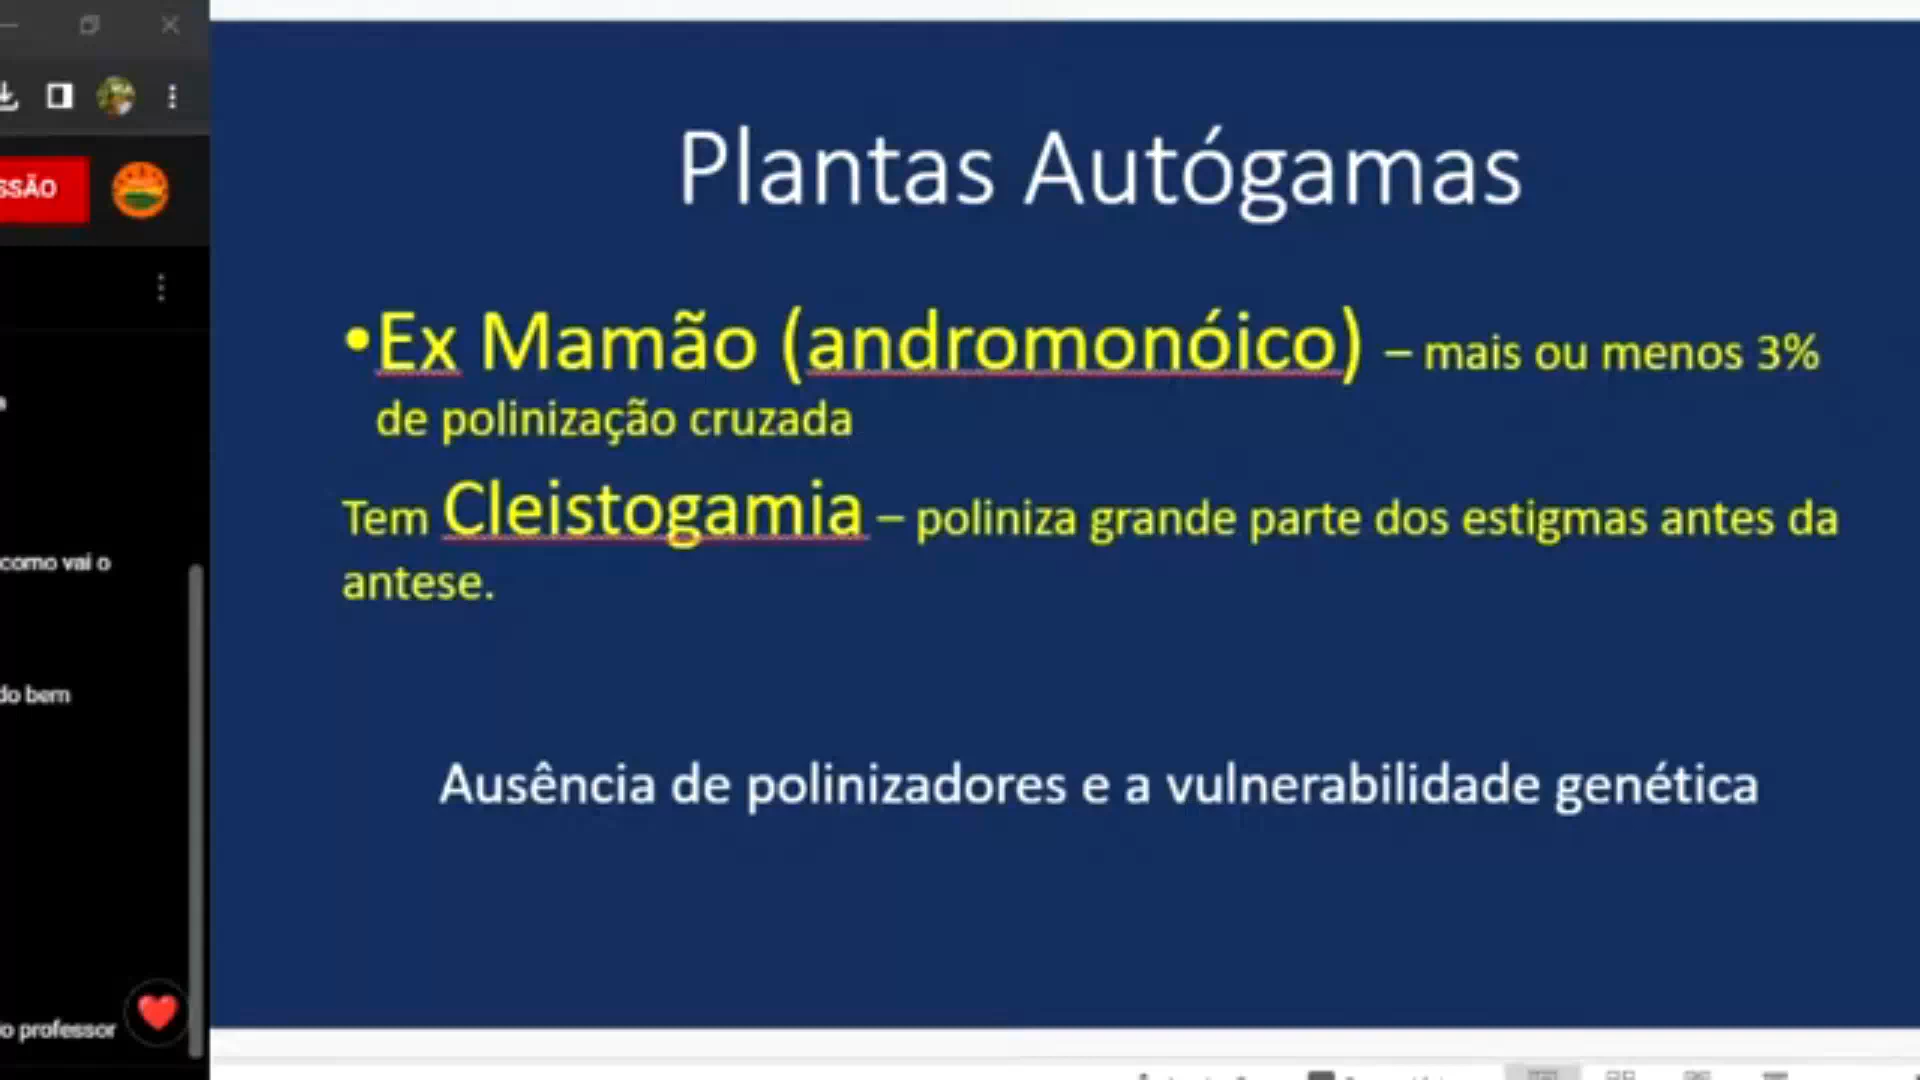 SSÃO
como vai o
do bem
o professor
Plantas Autógamas
•Ex Mamão (andromonóico) – mais ou menos 3%
de polinização cruzada
Tem Cleistogamia – poliniza grande parte dos estigmas antes da
antese.
Ausência de polinizadores e a vulnerabilidade genética